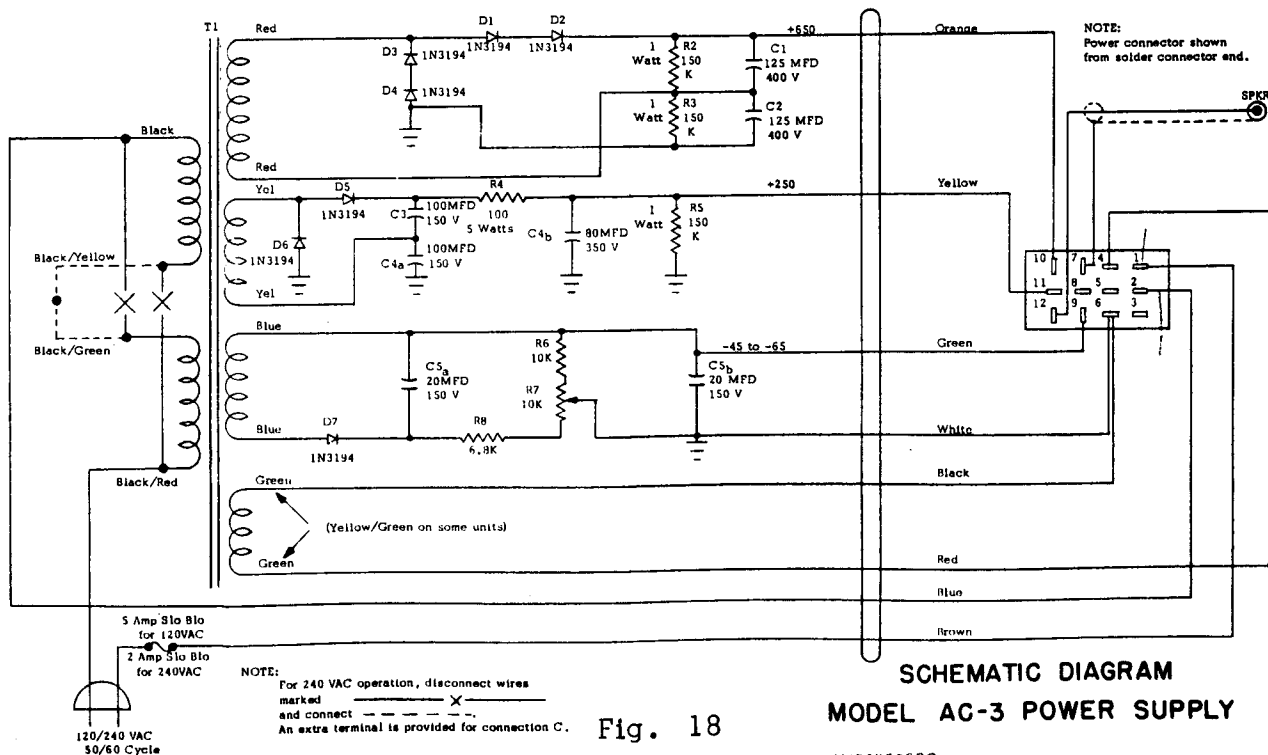 T1
Red
D1
D2
1N3194
1N3194
+650
Orange
D3
1N3194
D4
1N3194
1
Watt
R2
150
K
C1
125 MFD
400 V
1
Watt
R3
150
K
C2
125 MFD
400 V
Red
NOTE:
Power connector shown
from solder connector end.
SPKR
Black
Yel
D5
1N3194
D6
1N3194
C3
100MFD
150 V
R4
100
5 Watts
C4a
100MFD
150 V
C4b
80MFD
350 V
1
Watt
R5
150
K
+250
Yellow
Yel
Black/Yellow
Black/Green
10
7
4
1
11
8
5
2
12
9
6
3
Blue
C5a
20MFD
150 V
R6
10K
R7
10K
-45 to -65
Green
C5b
20 MFD
150 V
Blue
D7
1N3194
R8
6.8K
White
Black/Red
Green
Black
(Yellow/Green on some units)
Green
Red
Blue
Brown
5 Amp Slo Blo
for 120VAC
2 Amp Slo Blo
for 240VAC
120/240 VAC
50/60 Cycle
NOTE:
For 240 VAC operation, disconnect wires
marked X
and connect
An extra terminal is provided for connection C.
Fig. 18
SCHEMATIC DIAGRAM
MODEL AC-3 POWER SUPPLY